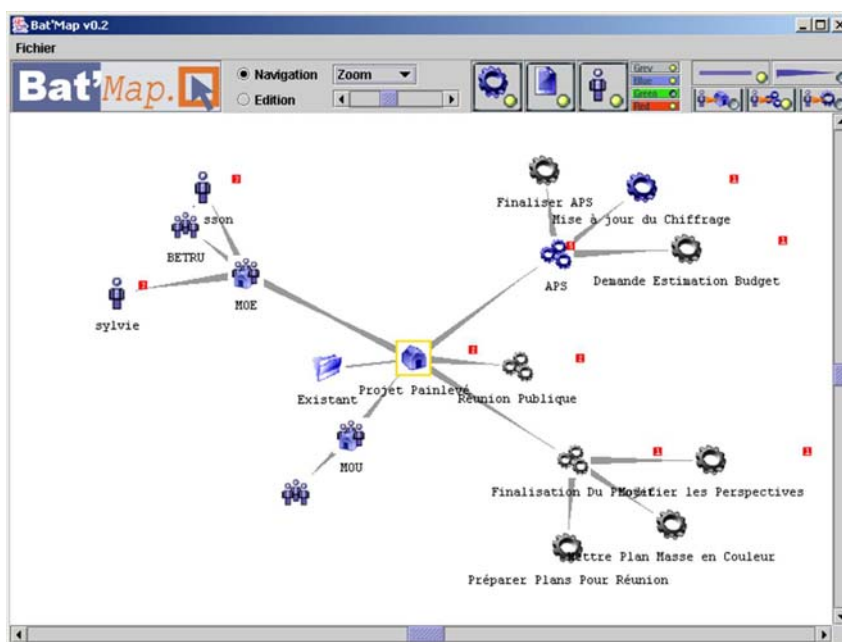 Bat'Map v0.2
Fichier
Bat'Map.
Navigation
Zoom
Edition
Grey
Blue
Green
Red
sson
BETRU
MOE
sylvie
Finaliser APS
Mise à jour du Chiffrage
APS
Demande Estimation Budget
Existant
Projet Painlevé
Réunion Publique
MOU
Finalisation Du
Modifier les Perspectives
Mettre Plan Masse en Couleur
Préparer Plans Pour Réunion